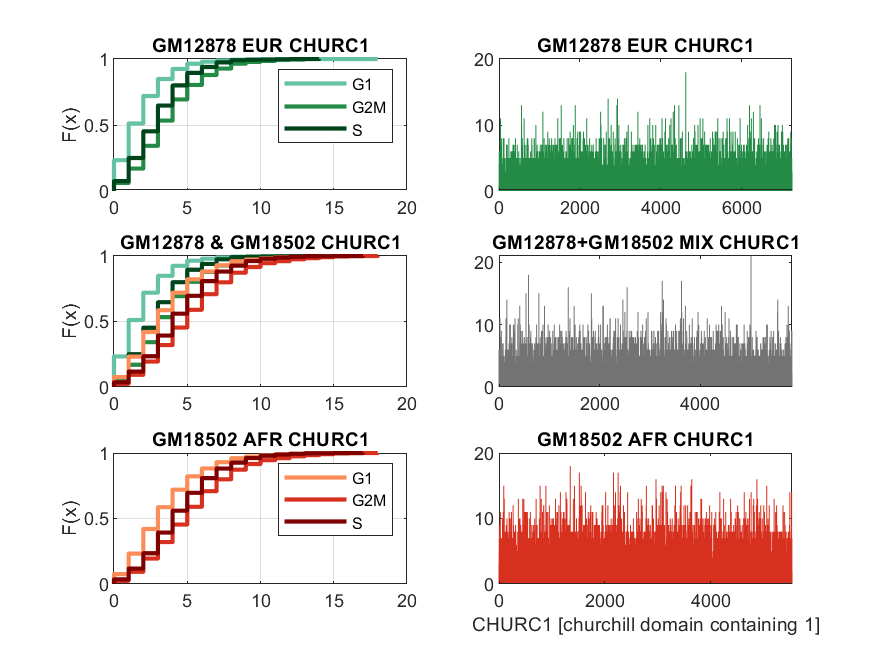 GM12878 EUR CHURC1
F(x)
1
0.5
0
0 5 10 15 20
G1
G2M
S
GM12878 EUR CHURC1
20
10
0
0 2000 4000 6000
GM12878 & GM18502 CHURC1
F(x)
1
0.5
0
0 5 10 15 20
GM12878+GM18502 MIX CHURC1
20
10
0
0 2000 4000
GM18502 AFR CHURC1
F(x)
1
0.5
0
0 5 10 15 20
G1
G2M
S
GM18502 AFR CHURC1
20
10
0
0 2000 4000
CHURC1 [churchill domain containing 1]